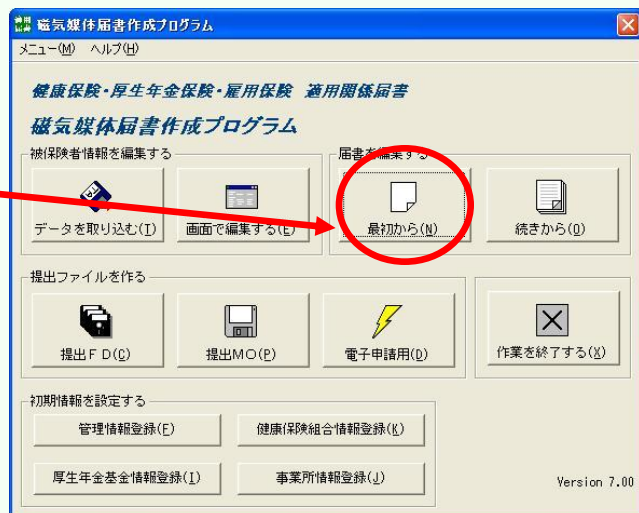 磁気媒体届書作成プログラム
メニュー(M) ヘルプ(H)
健康保険・厚生年金保険・雇用保険 適用関係届書
磁気媒体届書作成プログラム
被保険者情報を編集する
届書を編集する
データを取り込む(I)
画面で編集する(E)
最初から(N)
続きから(O)
提出ファイルを作る
提出FD(C)
提出MO(P)
電子申請用(D)
作業を終了する(X)
初期情報を設定する
管理情報登録(F)
健康保険組合情報登録(K)
厚生年金基金情報登録(I)
事業所情報登録(J)
Version 7.00